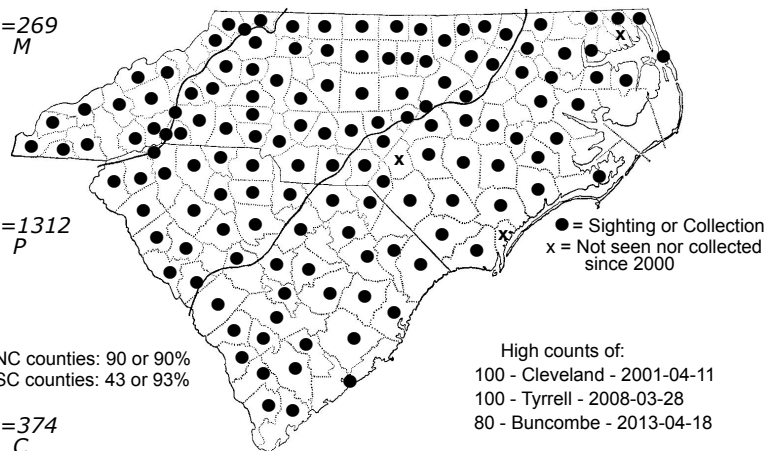 =269
M
x
x
=1312
P
x
● = Sighting or Collection
x = Not seen nor collected
since 2000
NC counties: 90 or 90%
SC counties: 43 or 93%
High counts of:
100 - Cleveland - 2001-04-11
100 - Tyrrell - 2008-03-28
80 - Buncombe - 2013-04-18
=374
C